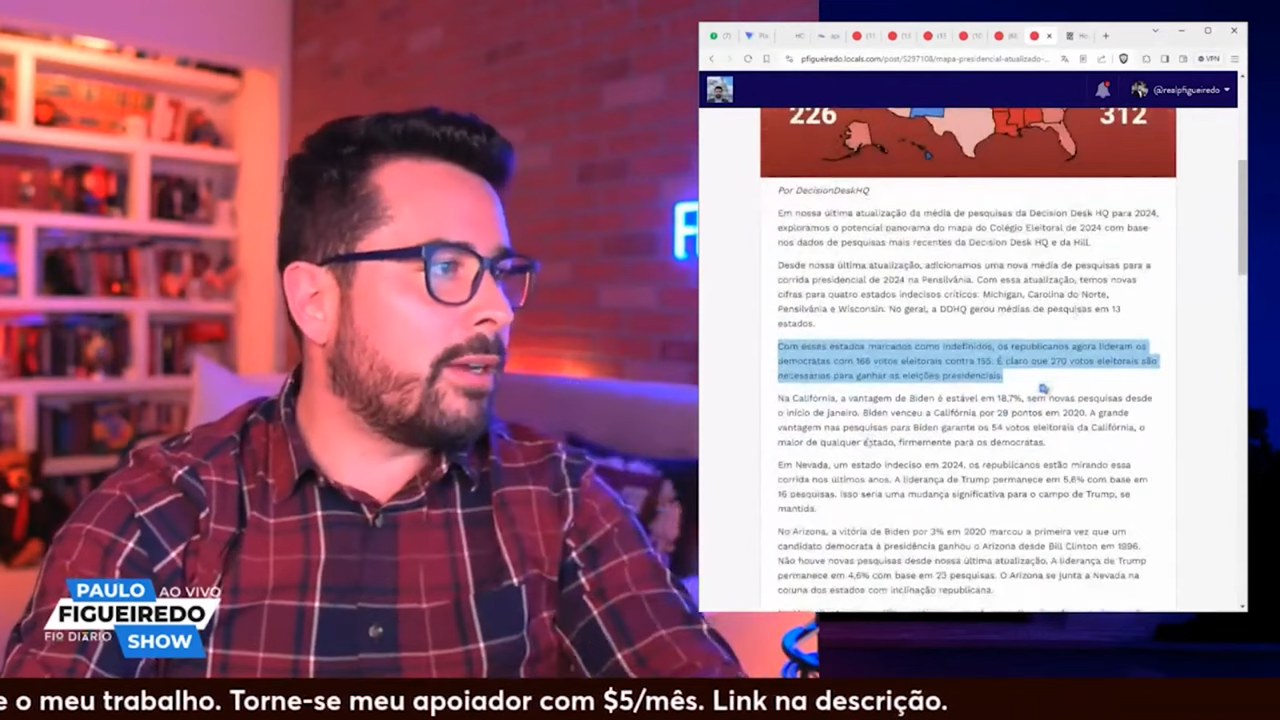 pfigueiredo.locals.com/post/5297108/mapa-presidencial-atualizado-...
VPN
@realpfigueiredo
226
312
Por DecisionDeskHQ
Em nossa última atualização da média de pesquisas da Decision Desk HQ para 2024,
exploramos o potencial panorama do mapa do Colégio Eleitoral de 2024 com base
nos dados de pesquisas mais recentes da Decision Desk HQ e da Hill.
Desde nossa última atualização, adicionamos uma nova média de pesquisas para a
corrida presidencial de 2024 na Pensilvânia. Com essa atualização, temos novas
cifras para quatro estados indecisos críticos: Michigan, Carolina do Norte,
Pensilvânia e Wisconsin. No geral, a DDHQ gerou médias de pesquisas em 13
estados.
Com esses estados marcados como indefinidos, os republicanos agora lideram os
democratas com 166 votos eleitorais contra 155. É claro que 270 votos eleitorais são
necessários para ganhar as eleições presidenciais.
Na Califórnia, a vantagem de Biden é estável em 18,7%, sem novas pesquisas desde
o início de janeiro. Biden venceu a Califórnia por 29 pontos em 2020. A grande
vantagem nas pesquisas para Biden garante os 54 votos eleitorais da Califórnia, o
maior de qualquer estado, firmemente para os democratas.
Em Nevada, um estado indeciso em 2024, os republicanos estão mirando essa
corrida nos últimos anos. A liderança de Trump permanece em 5,6% com base em
16 pesquisas. Isso seria uma mudança significativa para o campo de Trump, se
mantida.
No Arizona, a vitória de Biden por 3% em 2020 marcou a primeira vez que um
candidato democrata à presidência ganhou o Arizona desde Bill Clinton em 1996.
Não houve novas pesquisas desde nossa última atualização. A liderança de Trump
permanece em 4,6% com base em 23 pesquisas. O Arizona se junta a Nevada na
coluna dos estados com inclinação republicana.
PAULO AO VIVO
FIGUEIREDO
DIÁRIO SHOW
e o meu trabalho. Torne-se meu apoiador com $5/mês. Link na descrição.